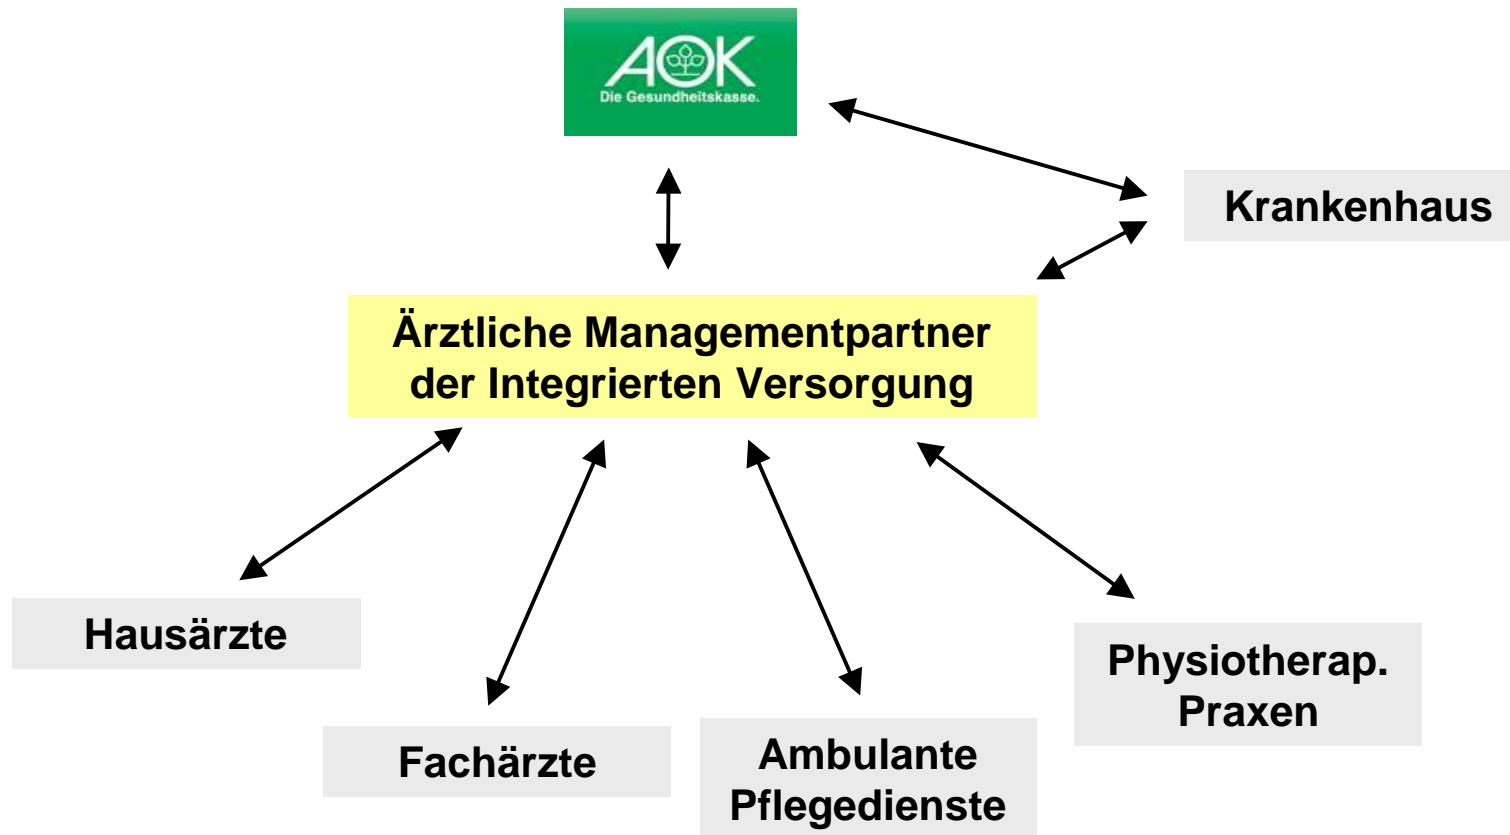 AOK
Die Gesundheitskasse.
Krankenhaus
Ärztliche Managementpartner
der Integrierten Versorgung
Hausärzte
Fachärzte
Ambulante
Pflegedienste
Physiotherap.
Praxen